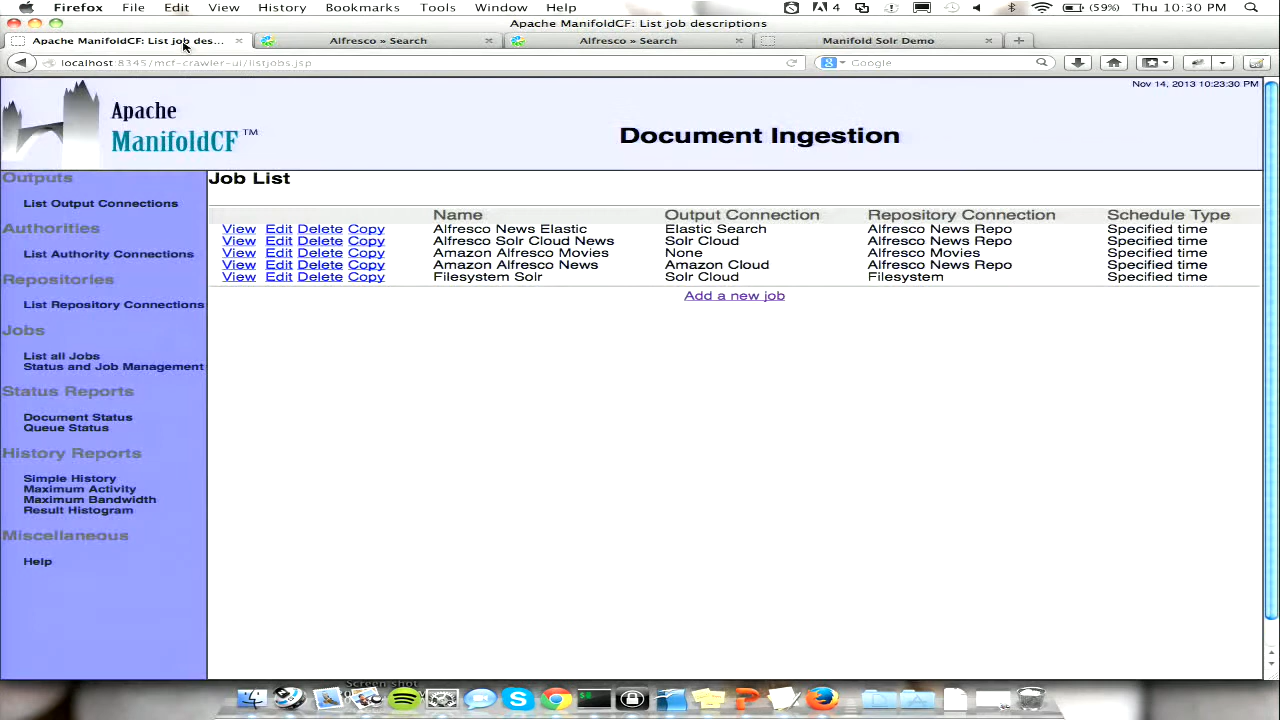 Firefox File Edit View History Bookmarks Tools Window Help 4 (59%) Thu 10:30 PM
Apache ManifoldCF: List job descriptions
Apache ManifoldCF: List job des... Alfresco » Search Alfresco » Search Manifold Solr Demo
localhost:8345/mcf-crawler-ui/listjobs.jsp Google
Nov 14, 2013 10:23:30 PM
Apache
ManifoldCF™
Document Ingestion
Outputs
List Output Connections
Authorities
List Authority Connections
Repositories
List Repository Connections
Jobs
List all Jobs
Status and Job Management
Status Reports
Document Status
Queue Status
History Reports
Simple History
Maximum Activity
Maximum Bandwidth
Result Histogram
Miscellaneous
Help
Job List
Name Output Connection Repository Connection Schedule Type
View Edit Delete Copy Alfresco News Elastic Elastic Search Alfresco News Repo Specified time
View Edit Delete Copy Alfresco Solr Cloud News Solr Cloud Alfresco News Repo Specified time
View Edit Delete Copy Amazon Alfresco Movies None Alfresco Movies Specified time
View Edit Delete Copy Amazon Alfresco News Amazon Cloud Alfresco News Repo Specified time
View Edit Delete Copy Filesystem Solr Solr Cloud Filesystem Specified time
Add a new job
Screen shot